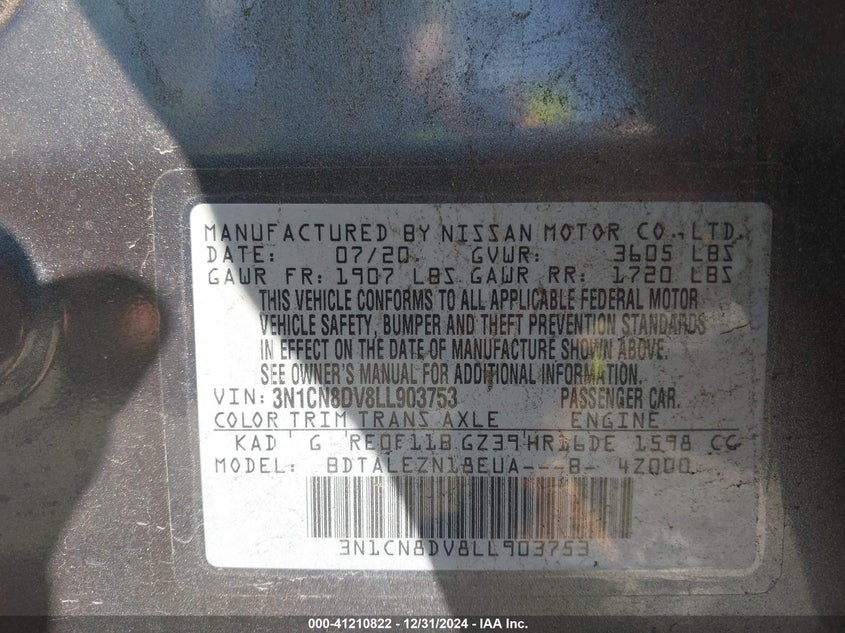 MANUFACTURED BY NISSAN MOTOR CO., LTD.
DATE: 07/20 GVWR: 3605 LBS
GAWR FR: 1907 LBS GAWR RR: 1720 LBS
THIS VEHICLE CONFORMS TO ALL APPLICABLE FEDERAL MOTOR
VEHICLE SAFETY, BUMPER AND THEFT PREVENTION STANDARDS
IN EFFECT ON THE DATE OF MANUFACTURE SHOWN ABOVE.
SEE OWNER'S MANUAL FOR ADDITIONAL INFORMATION.
VIN: 3N1CN8DV8LL903753 PASSENGER CAR.
COLOR TRIM TRANS AXLE ENGINE
KAD G RE0F11B GZ39 HR16DE 1598 CC
MODEL: BDTALEZN18EUA---B- 4Z000
3N1CN8DV8LL903753
000-41210822 - 12/31/2024 - IAA Inc.